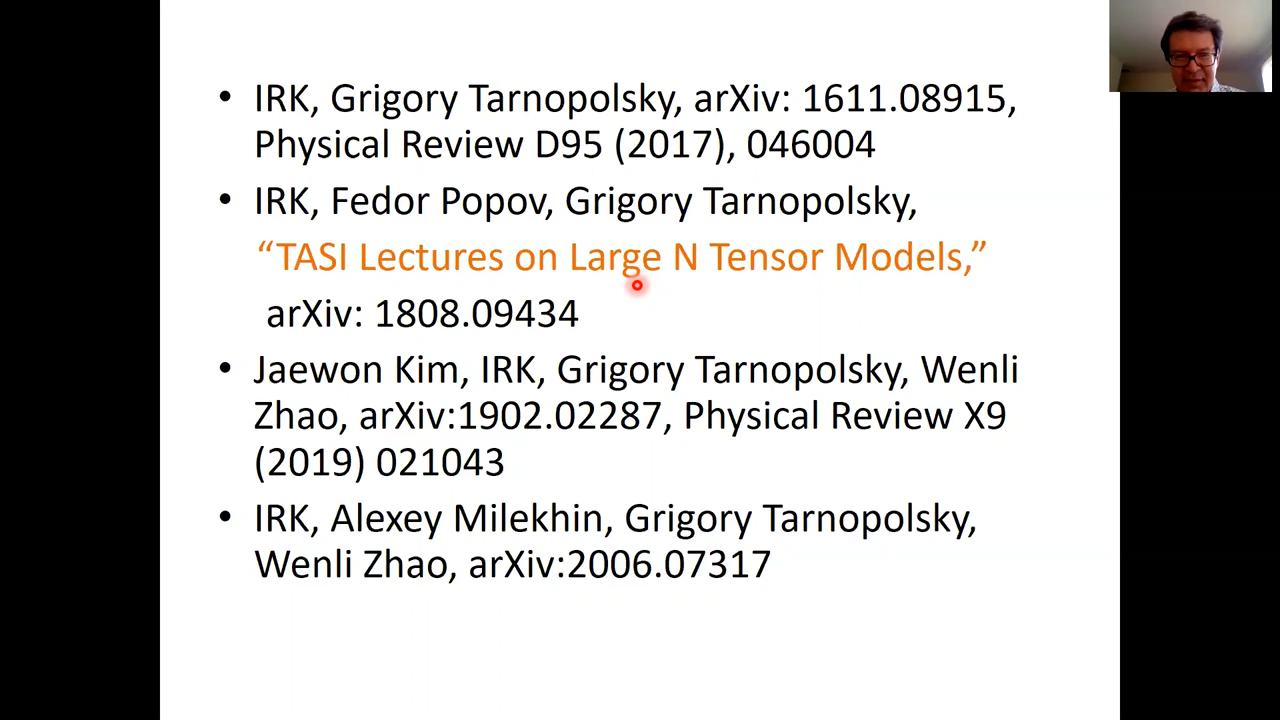 • IRK, Grigory Tarnopolsky, arXiv: 1611.08915,
Physical Review D95 (2017), 046004
• IRK, Fedor Popov, Grigory Tarnopolsky,
“TASI Lectures on Large N Tensor Models,”
arXiv: 1808.09434
• Jaewon Kim, IRK, Grigory Tarnopolsky, Wenli
Zhao, arXiv:1902.02287, Physical Review X9
(2019) 021043
• IRK, Alexey Milekhin, Grigory Tarnopolsky,
Wenli Zhao, arXiv:2006.07317